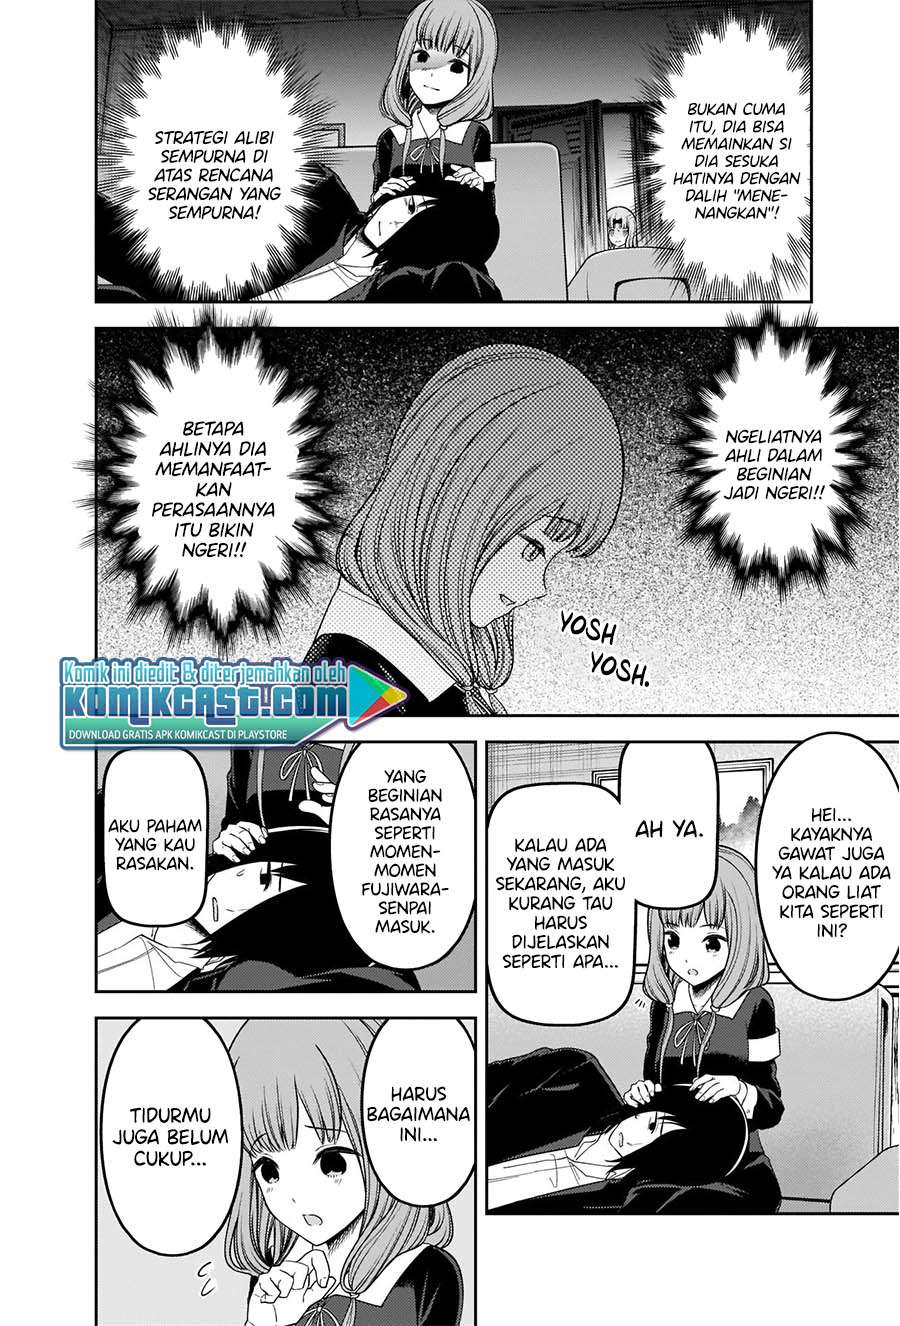 BUKAN CUMA
ITU, DIA BISA
MEMAINKAN SI
DIA SESUKA
HATINYA DENGAN
DALIH "MENE-
NANGKAN"!
STRATEGI ALIBI
SEMPURNA DI
ATAS RENCANA
SERANGAN YANG
SEMPURNA!
NGELIATNYA
AHLI DALAM
BEGINIAN
JADI NGERI!!
BETAPA
AHLINYA DIA
MEMANFAAT-
KAN
PERASAANNYA
ITU BIKIN
NGERI!!
YOSH
YOSH.
Komik ini diedit & diterjemahkan oleh
KOMIKCAST.COM
DOWNLOAD GRATIS APK KOMIKCAST DI PLAYSTORE
HEI...
KAYAKNYA
GAWAT JUGA
YA KALAU ADA
ORANG LIAT
KITA SEPERTI
INI?
AH YA.
KALAU ADA
YANG MASUK
SEKARANG, AKU
KURANG TAU
HARUS
DIJELASKAN
SEPERTI APA...
YANG
BEGINIAN
RASANYA
SEPERTI
MOMEN-
MOMEN
FUJIWARA-
SENPAI
MASUK.
AKU PAHAM
YANG KAU
RASAKAN.
HARUS
BAGAIMANA
INI...
TIDURMU
JUGA BELUM
CUKUP...